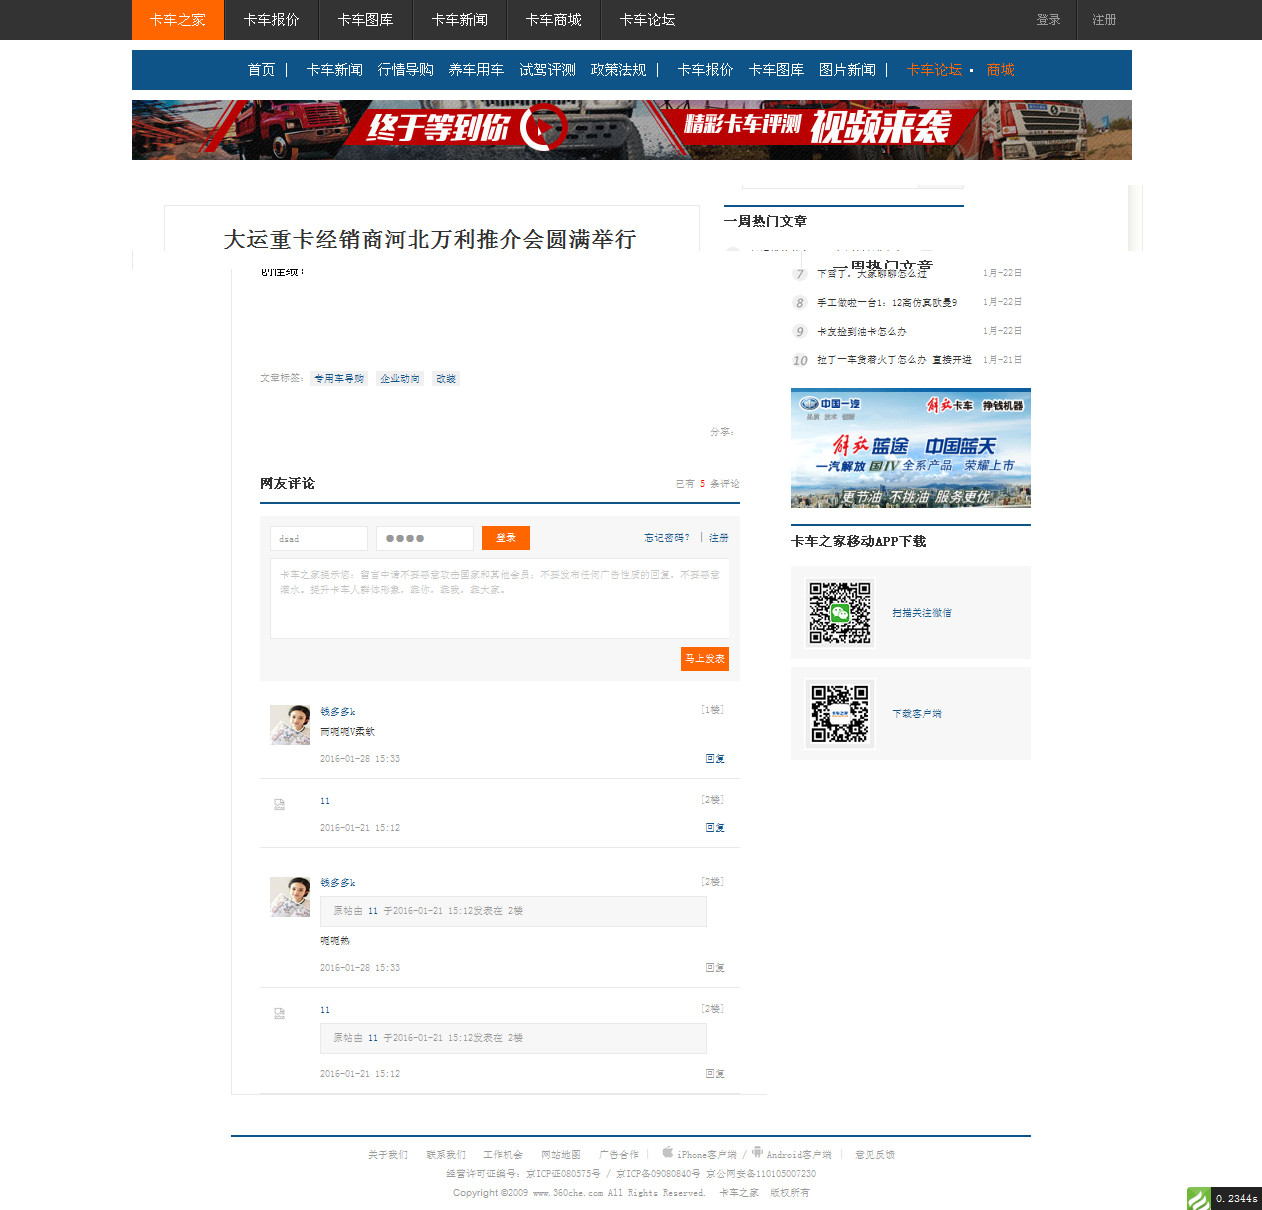 卡车之家 卡车报价 卡车图库 卡车新闻 卡车商城 卡车论坛 登录 注册
首页 | 卡车新闻 行情导购 养车用车 试驾评测 政策法规 | 卡车报价 卡车图库 图片新闻 | 卡车论坛 • 商城
终于等到你 精彩卡车评测 视频来袭
一周热门文章
大运重卡经销商河北万利推介会圆满举行
一周热门文章
7 下雪了，大家聊聊怎么过 1月-22日
8 手工做啦一台1：12高仿真欧曼9 1月-22日
9 卡友捡到油卡怎么办 1月-22日
10 拉了一车货着火了怎么办 直接开进 1月-21日
文章标签： 专用车导购 企业动向 改装
中国一汽 解放卡车 挣钱机器
品质 技术 创新
解放 蓝途 中国蓝天
一汽解放 国IV 全系产品 荣耀上市
更节油 不挑油 服务更优
分享：
网友评论 已有 5 条评论
dsad ●●●● 登录 忘记密码？ | 注册
卡车之家提示您：留言中请不要恶意攻击国家和其他会员；不要发布任何广告性质的回复，不要恶意
灌水。提升卡车人群体形象，靠你，靠我，靠大家。
马上发表
卡车之家移动APP下载
扫描关注微信
下载客户端
钱多多k [1楼]
而呃呃V柔软
2016-01-28 15:33 回复
11 [2楼]
2016-01-21 15:12 回复
钱多多k [2楼]
原帖由 11 于2016-01-21 15:12发表在 2楼
呃呃热
2016-01-28 15:33 回复
11 [2楼]
原帖由 11 于2016-01-21 15:12发表在 2楼
2016-01-21 15:12 回复
关于我们 联系我们 工作机会 网站地图 广告合作 | iPhone客户端 / Android客户端 | 意见反馈
经营许可证编号：京ICP证080575号 / 京ICP备09080840号 京公网安备110105007230
Copyright ©2009 www.360che.com All Rights Reserved. 卡车之家 版权所有
0.2344s